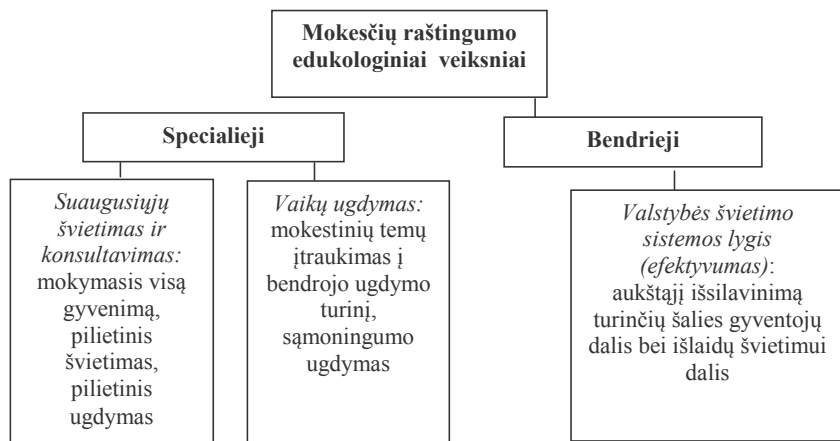 Mokesčių raštingumo
edukologiniai veiksniai
Specialieji
Bendrieji
Suaugusiųjų
švietimas ir
konsultavimas:
mokymasis visą
gyvenimą,
pilietinis
švietimas,
pilietinis
ugdymas
Vaikų ugdymas:
mokestinių temų
įtraukimas į
bendrojo ugdymo
turinį,
sąmoningumo
ugdymas
Valstybės švietimo
sistemos lygis
(efektyvumas):
aukštąjį išsilavinimą
turinčių šalies gyventojų
dalis bei išlaidų švietimui
dalis